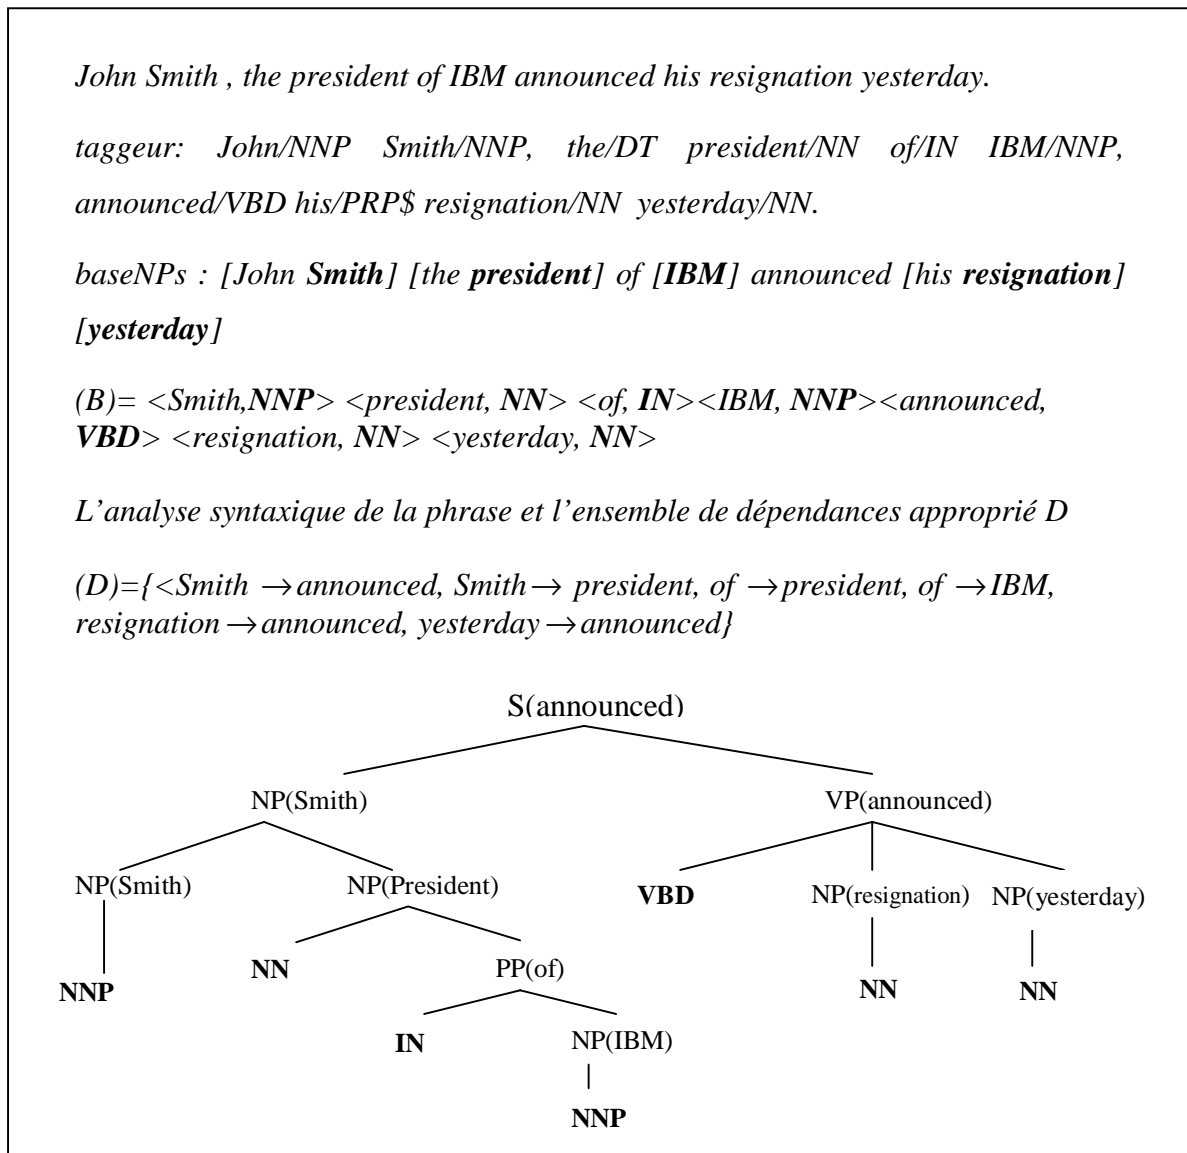 John Smith , the president of IBM announced his resignation yesterday.
taggeur: John/NNP Smith/NNP, the/DT president/NN of/IN IBM/NNP,
announced/VBD his/PRP$ resignation/NN yesterday/NN.
baseNPs : [John Smith] [the president] of [IBM] announced [his resignation]
[yesterday]
(B)= <Smith,NNP> <president, NN> <of, IN><IBM, NNP><announced,
VBD> <resignation, NN> <yesterday, NN>
L'analyse syntaxique de la phrase et l'ensemble de dépendances approprié D
(D)={<Smith →announced, Smith→ president, of →president, of →IBM,
resignation→announced, yesterday→announced}
S(announced)
NP(Smith) VP(announced)
NP(Smith) NP(President) VBD NP(resignation) NP(yesterday)
NNP NN PP(of) NN NN
IN NP(IBM)
NNP